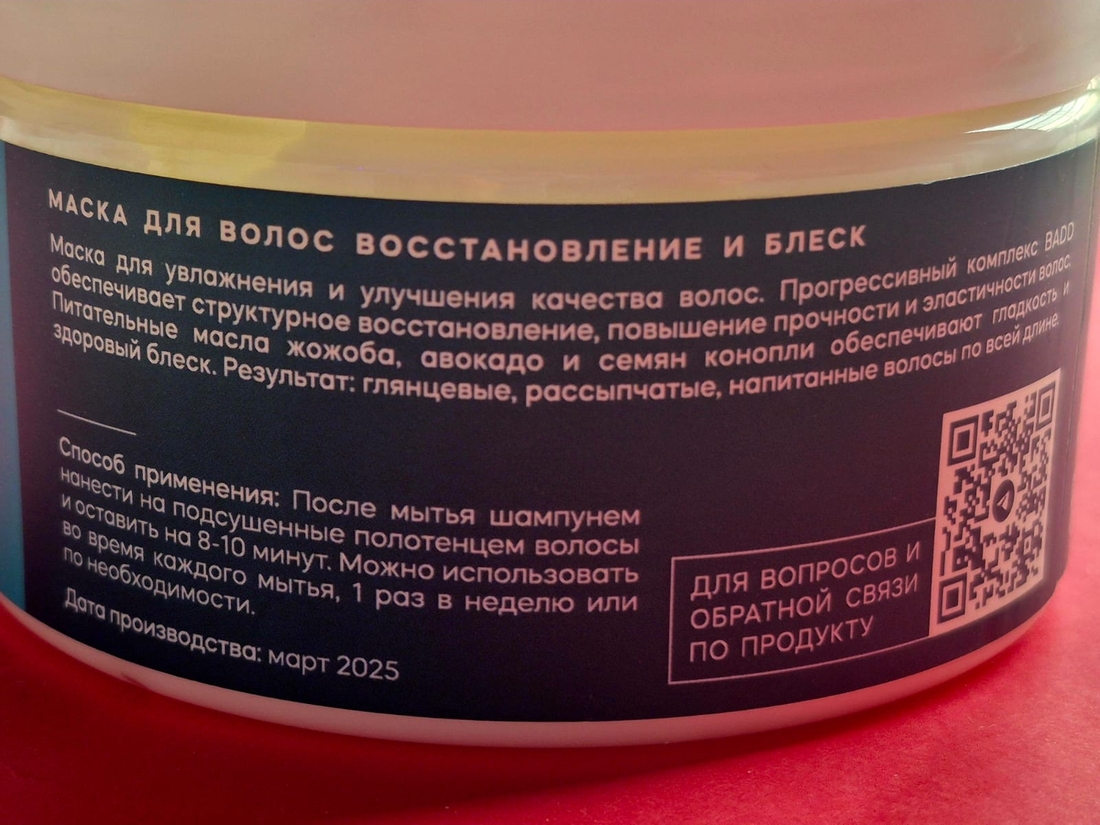 МАСКА ДЛЯ ВОЛОС ВОССТАНОВЛЕНИЕ И БЛЕСК
Маска для увлажнения и улучшения качества волос. Прогрессивный комплекс BADD
обеспечивает структурное восстановление, повышение прочности и эластичности волос.
Питательные масла жожоба, авокадо и семян конопли обеспечивают гладкость и
здоровый блеск. Результат: глянцевые, рассыпчатые, напитанные волосы по всей длине.
Способ применения: После мытья шампунем
нанести на подсушенные полотенцем волосы
и оставить на 8-10 минут. Можно использовать
во время каждого мытья, 1 раз в неделю или
по необходимости.
Дата производства: март 2025
ДЛЯ ВОПРОСОВ И
ОБРАТНОЙ СВЯЗИ
ПО ПРОДУКТУ